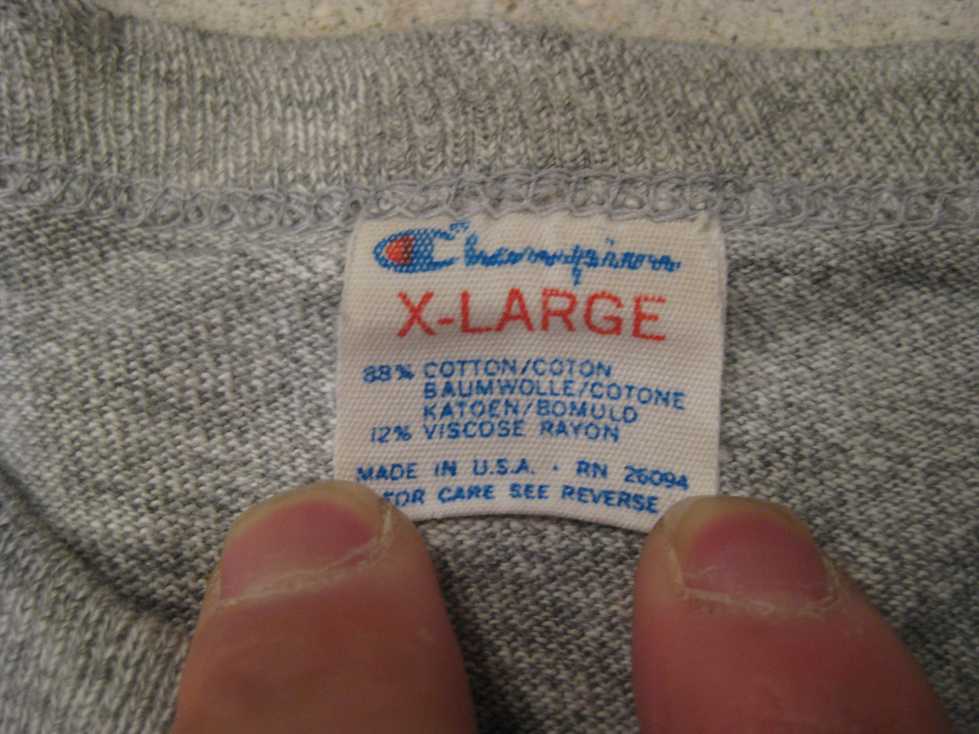 Champion
X-LARGE
88% COTTON/COTON
BAUMWOLLE/COTONE
KATOEN/BOMULD
12% VISCOSE RAYON
MADE IN U.S.A. · RN 26094
FOR CARE SEE REVERSE